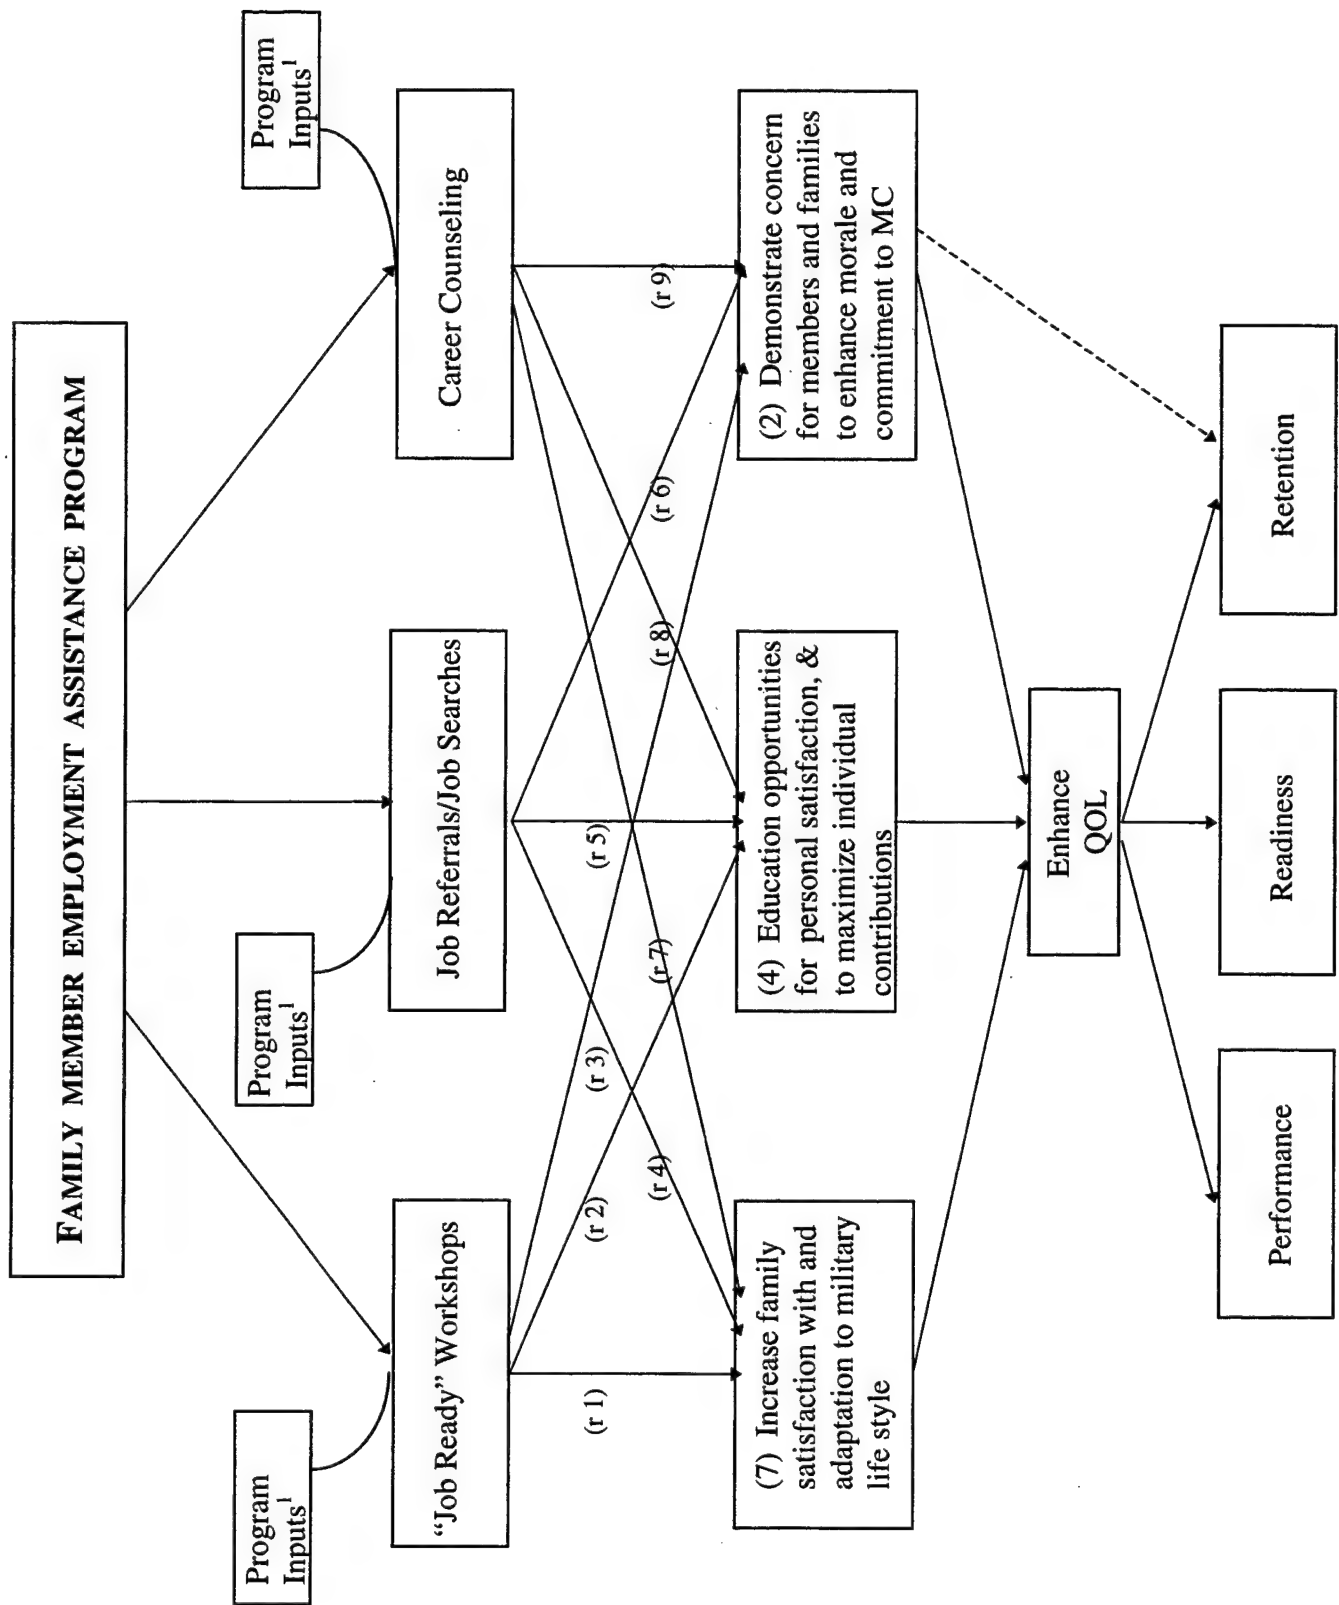 FAMILY MEMBER EMPLOYMENT ASSISTANCE PROGRAM
Program
Inputs¹
Program
Inputs¹
Program
Inputs¹
“Job Ready” Workshops
Job Referrals/Job Searches
Career Counseling
(r 1)
(r 2)
(r 3)
(r 5)
(r 4)
(r 7)
(r 8)
(r 6)
(r 9)
(7) Increase family
satisfaction with and
adaptation to military
life style
(4) Education opportunities
for personal satisfaction, &
to maximize individual
contributions
(2) Demonstrate concern
for members and families
to enhance morale and
commitment to MC
Enhance
QOL
Performance
Readiness
Retention